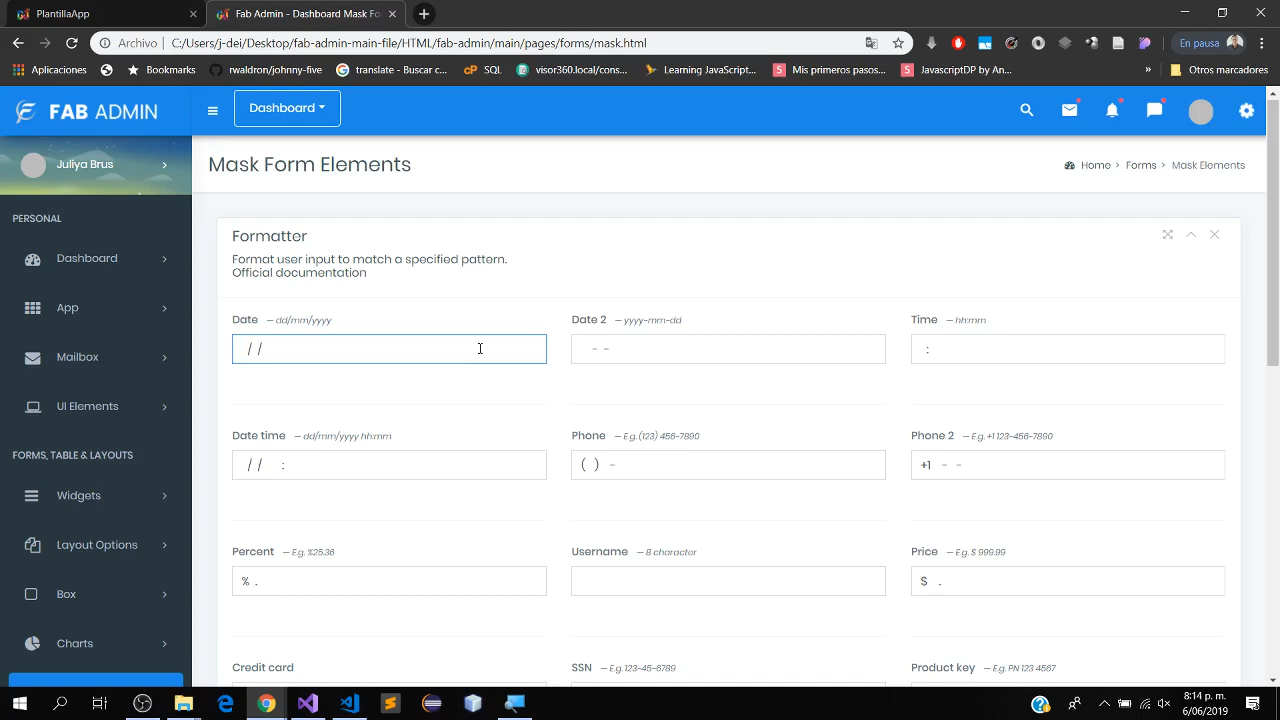 PlantillaApp
Fab Admin - Dashboard Mask Fo
Archivo
C:/Users/j-dei/Desktop/fab-admin-main-file/HTML/fab-admin/main/pages/forms/mask.html
En pausa
Aplicaciones
Bookmarks
rwaldron/johnny-five
translate - Buscar c...
cP SQL
visor360.local/cons...
Learning JavaScript...
Mis primeros pasos...
JavascriptDP by An...
»
Otros marcadores
FAB ADMIN
Dashboard
Juliya Brus
Mask Form Elements
Home > Forms > Mask Elements
PERSONAL
Dashboard
App
Mailbox
UI Elements
FORMS, TABLE & LAYOUTS
Widgets
Layout Options
Box
Charts
Formatter
Format user input to match a specified pattern.
Official documentation
Date — dd/mm/yyyy
Date 2 — yyyy-mm-dd
Time — hh:mm
/ /
- -
:
Date time — dd/mm/yyyy hh:mm
Phone — E.g. (123) 456-7890
Phone 2 — E.g. +1 123-456-7890
/ / :
( ) -
+1 - -
Percent — E.g. %25.36
Username — 8 character
Price — E.g. $ 999.99
% .
$ .
Credit card
SSN — E.g. 123-45-6789
Product key — E.g. PN 123 4567
8:14 p. m.
6/06/2019